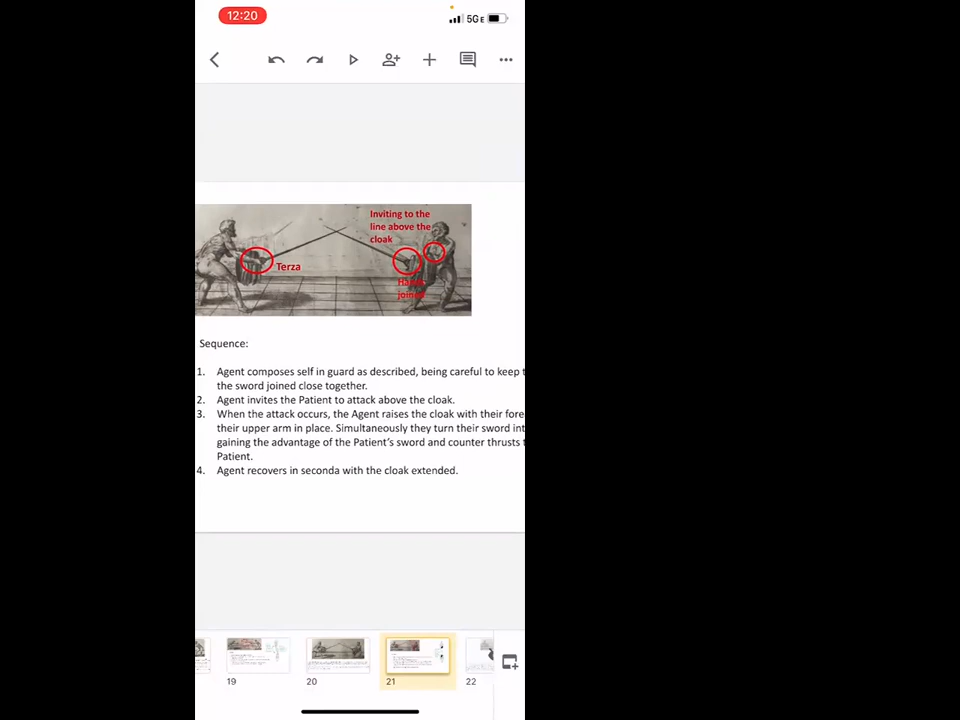 12:20
5GE
Inviting to the
line above the
cloak
Terza
joined
Sequence:
1. Agent composes self in guard as described, being careful to keep
the sword joined close together.
2. Agent invites the Patient to attack above the cloak.
3. When the attack occurs, the Agent raises the cloak with their fore
their upper arm in place. Simultaneously they turn their sword int
gaining the advantage of the Patient's sword and counter thrusts
Patient.
4. Agent recovers in seconda with the cloak extended.
19
20
21
22